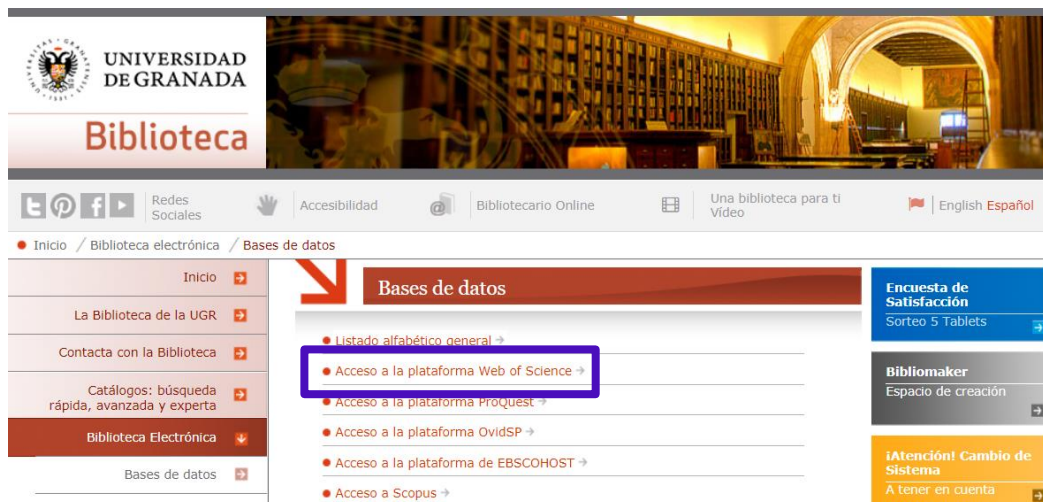 UNIVERSIDAD
DE GRANADA
Biblioteca
Redes
Sociales
Accesibilidad
Bibliotecario Online
Una biblioteca para ti
Vídeo
English Español
Inicio / Biblioteca electrónica / Bases de datos
Inicio
La Biblioteca de la UGR
Contacta con la Biblioteca
Catálogos: búsqueda
rápida, avanzada y experta
Biblioteca Electrónica
Bases de datos
Bases de datos
Listado alfabético general
Acceso a la plataforma Web of Science
Acceso a la plataforma ProQuest
Acceso a la plataforma OvidSP
Acceso a la plataforma de EBSCOHOST
Acceso a Scopus
Encuesta de
Satisfacción
Sorteo 5 Tablets
Bibliomaker
Espacio de creación
¡Atención! Cambio de
Sistema
A tener en cuenta